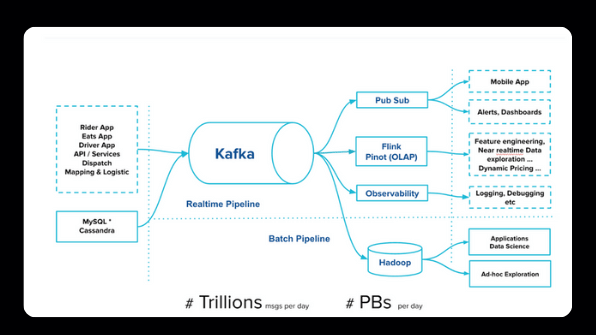 Rider App
Eats App
Driver App
API / Services
Dispatch
Mapping & Logistic
MySQL *
Cassandra
Kafka
Realtime Pipeline
Batch Pipeline
Pub Sub
Flink
Pinot (OLAP)
Observability
Hadoop
Mobile App
Alerts, Dashboards
Feature engineering,
Near realtime Data
exploration ...
Dynamic Pricing ...
Logging, Debugging
etc
Applications
Data Science
Ad-hoc Exploration
# Trillions msgs per day
# PBs per day